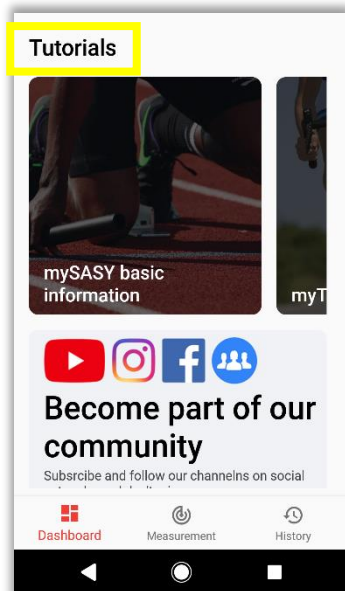 Tutorials
mySASY basic
information
myT
Become part of our
community
Subsrcibe and follow our channelns on social
Dashboard
Measurement
History